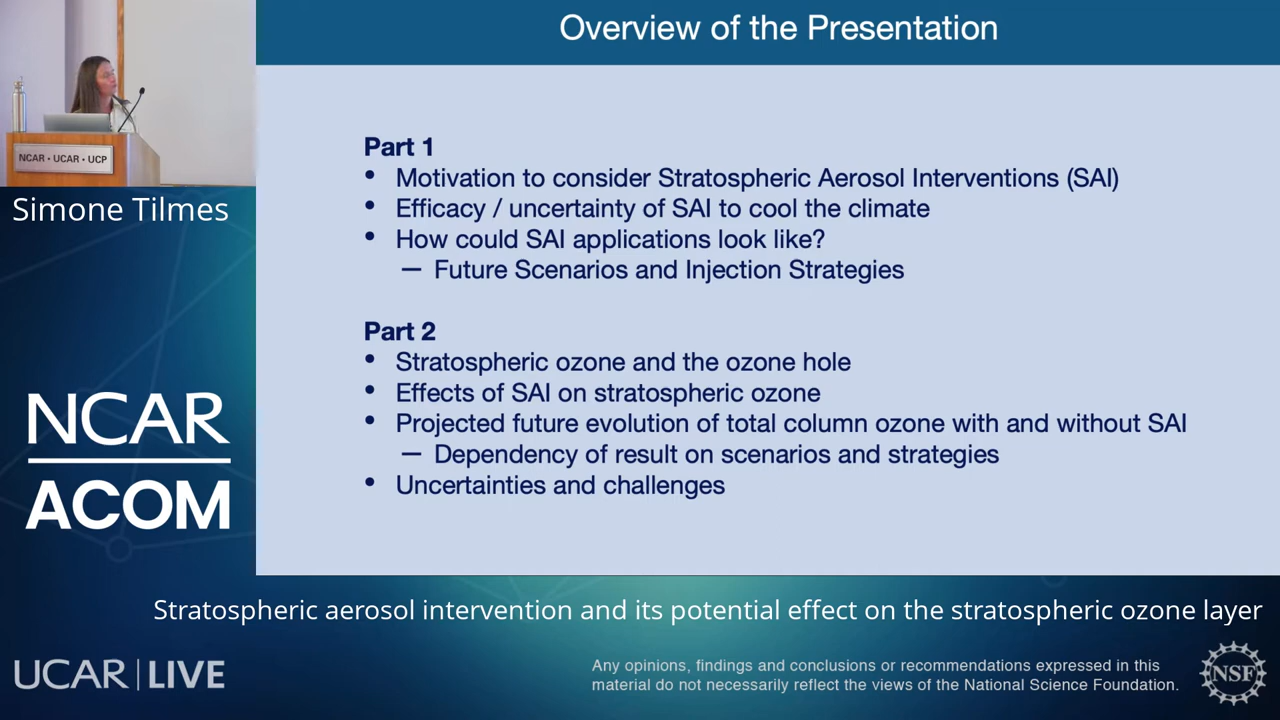 Overview of the Presentation
NCAR • UCAR • UCP
Simone Tilmes
Part 1
• Motivation to consider Stratospheric Aerosol Interventions (SAI)
• Efficacy / uncertainty of SAI to cool the climate
• How could SAI applications look like?
— Future Scenarios and Injection Strategies
Part 2
• Stratospheric ozone and the ozone hole
• Effects of SAI on stratospheric ozone
• Projected future evolution of total column ozone with and without SAI
— Dependency of result on scenarios and strategies
• Uncertainties and challenges
NCAR
ACOM
Stratospheric aerosol intervention and its potential effect on the stratospheric ozone layer
UCAR | LIVE
Any opinions, findings and conclusions or recommendations expressed in this
material do not necessarily reflect the views of the National Science Foundation.
NSF